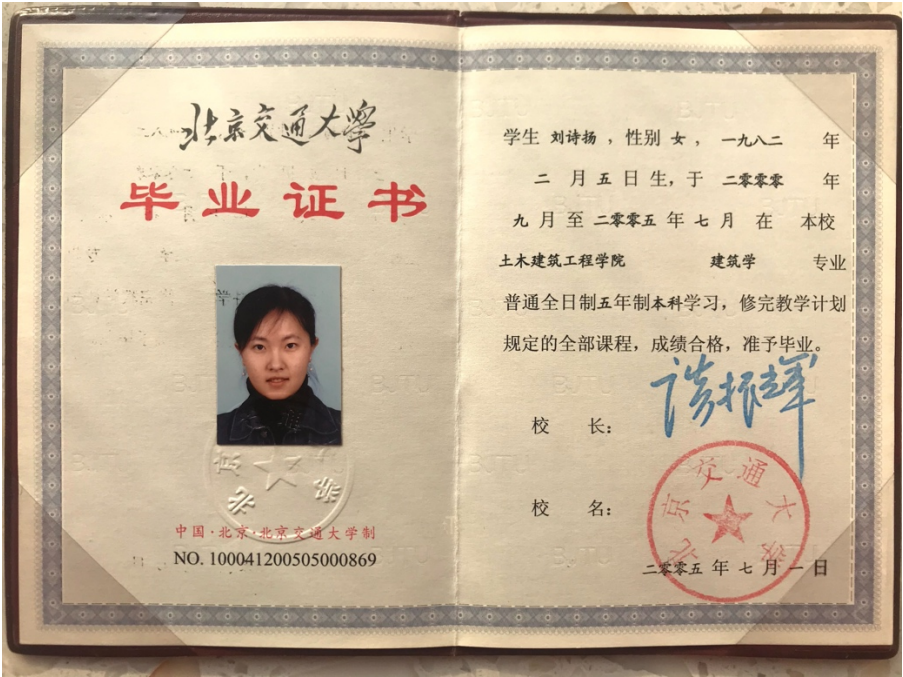 北京交通大学
毕业证书
中国·北京·北京交通大学制
NO. 100041200505000869
学生 刘诗扬 ，性别 女 ， 一九八二 年
二 月 五 日 生，于 二零零零 年
九 月 至 二零零五 年 七 月 在 本校
土木建筑工程学院 建筑学 专业
普通全日制五年制本科学习，修完教学计划
规定的全部课程，成绩合格，准予毕业。
校 长：
校 名：
北京交通大学
二零零五 年 七 月 一 日